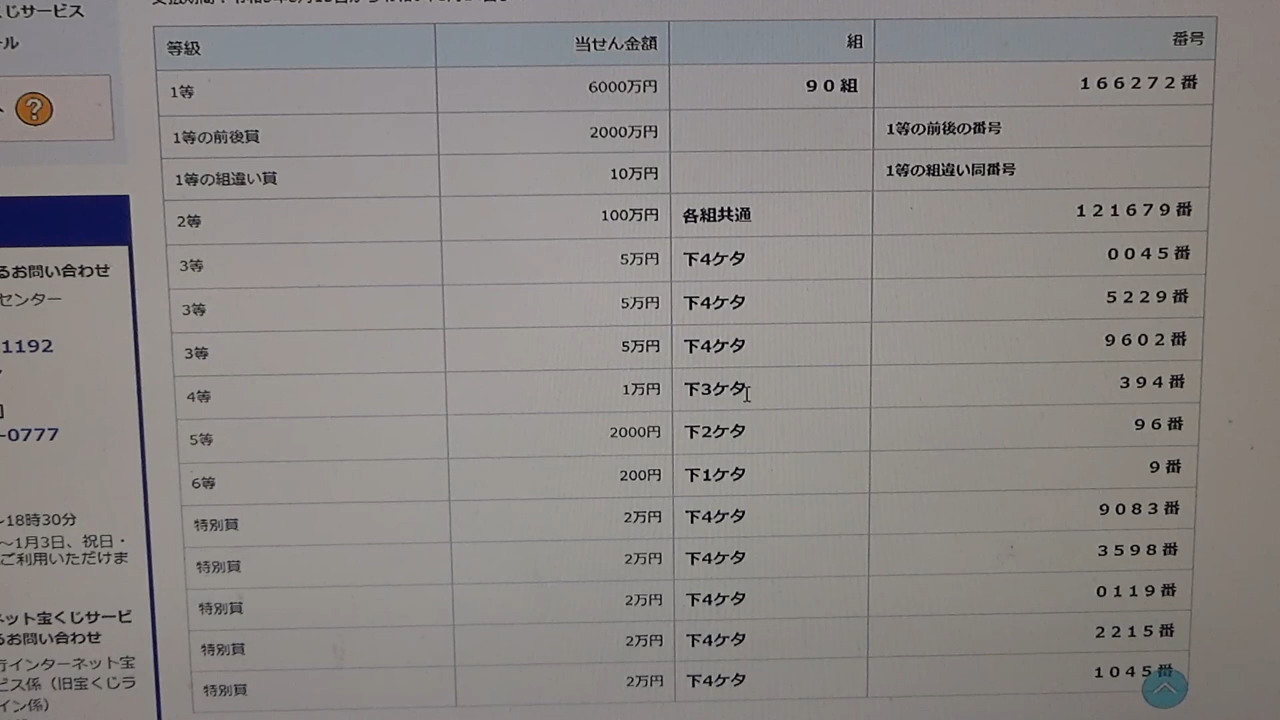 じサービス
ール
?
るお問い合わせ
センター
1192
-0777
~18時30分
~1月3日、祝日・
ご利用いただけま
ネット宝くじサービ
るお問い合わせ
行インターネット宝
ビス係(旧宝くじラ
イン係)
等級 当せん金額 組 番号
1等 6000万円 90組 166272番
1等の前後賞 2000万円 1等の前後の番号
1等の組違い賞 10万円 1等の組違い同番号
2等 100万円 各組共通 121679番
3等 5万円 下4ケタ 0045番
3等 5万円 下4ケタ 5229番
3等 5万円 下4ケタ 9602番
4等 1万円 下3ケタ 394番
5等 2000円 下2ケタ 96番
6等 200円 下1ケタ 9番
特別賞 2万円 下4ケタ 9083番
特別賞 2万円 下4ケタ 3598番
特別賞 2万円 下4ケタ 0119番
特別賞 2万円 下4ケタ 2215番
特別賞 2万円 下4ケタ 1045番